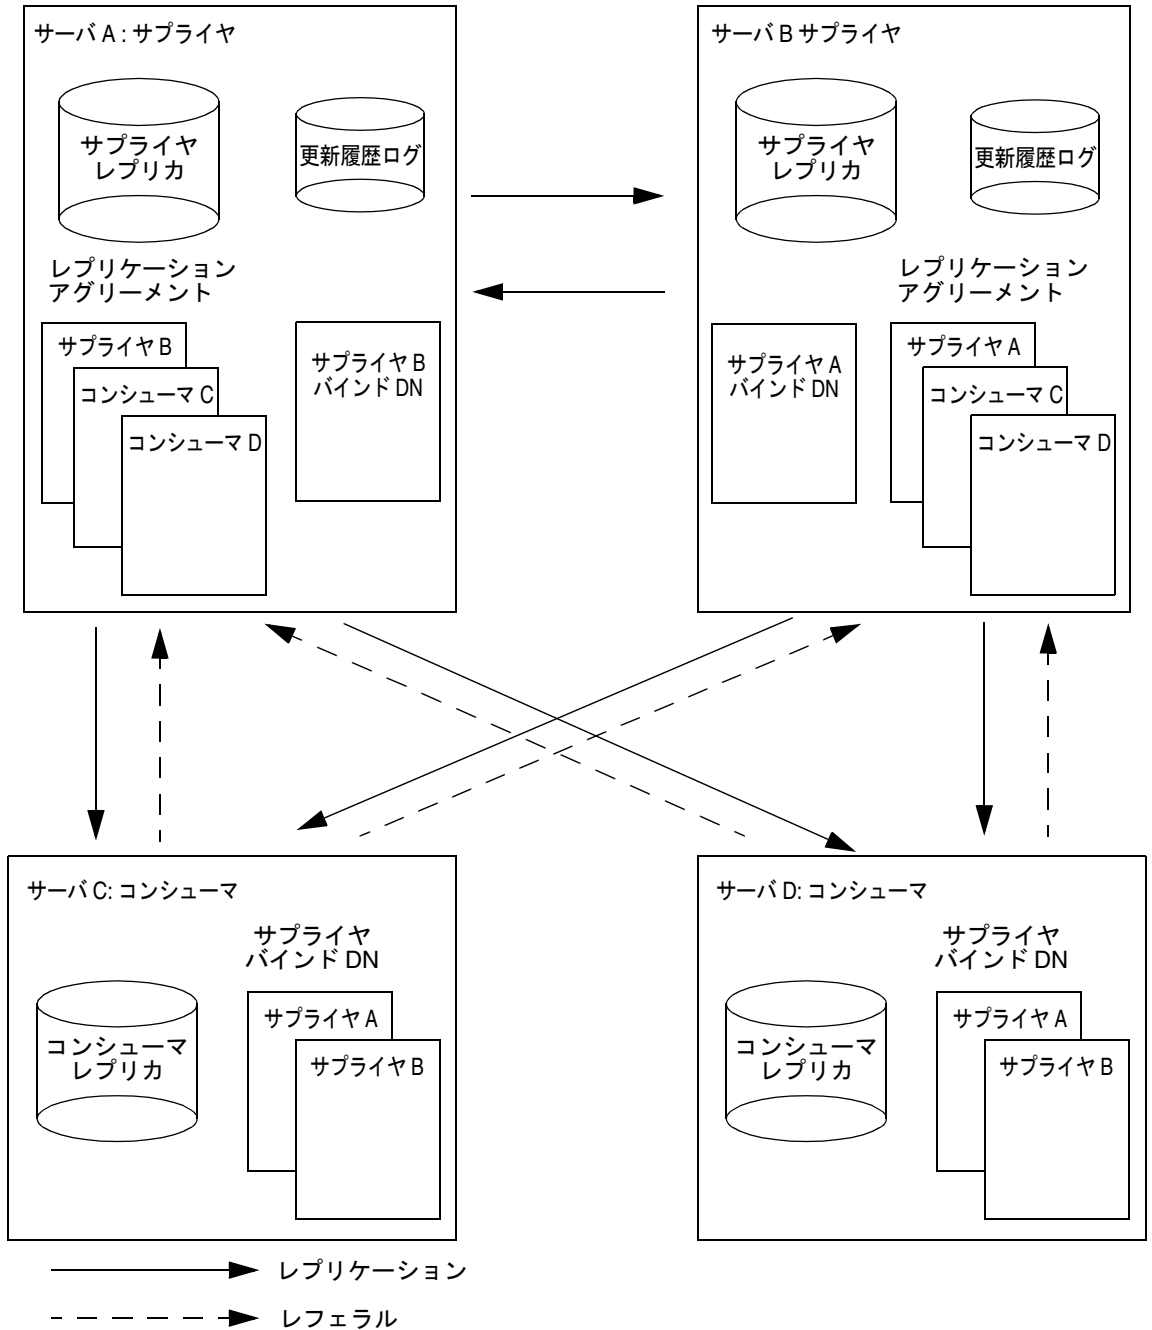 サーバ A : サプライヤ
サプライヤ
レプリカ
更新履歴ログ
レプリケーション
アグリーメント
サプライヤ B
コンシューマ C
コンシューマ D
サプライヤ B
バインド DN
サーバ B サプライヤ
サプライヤ
レプリカ
更新履歴ログ
レプリケーション
アグリーメント
サプライヤ A
バインド DN
サプライヤ A
コンシューマ C
コンシューマ D
サーバ C: コンシューマ
サプライヤ
バインド DN
コンシューマ
レプリカ
サプライヤ A
サプライヤ B
サーバ D: コンシューマ
サプライヤ
バインド DN
コンシューマ
レプリカ
サプライヤ A
サプライヤ B
レプリケーション
レフェラル